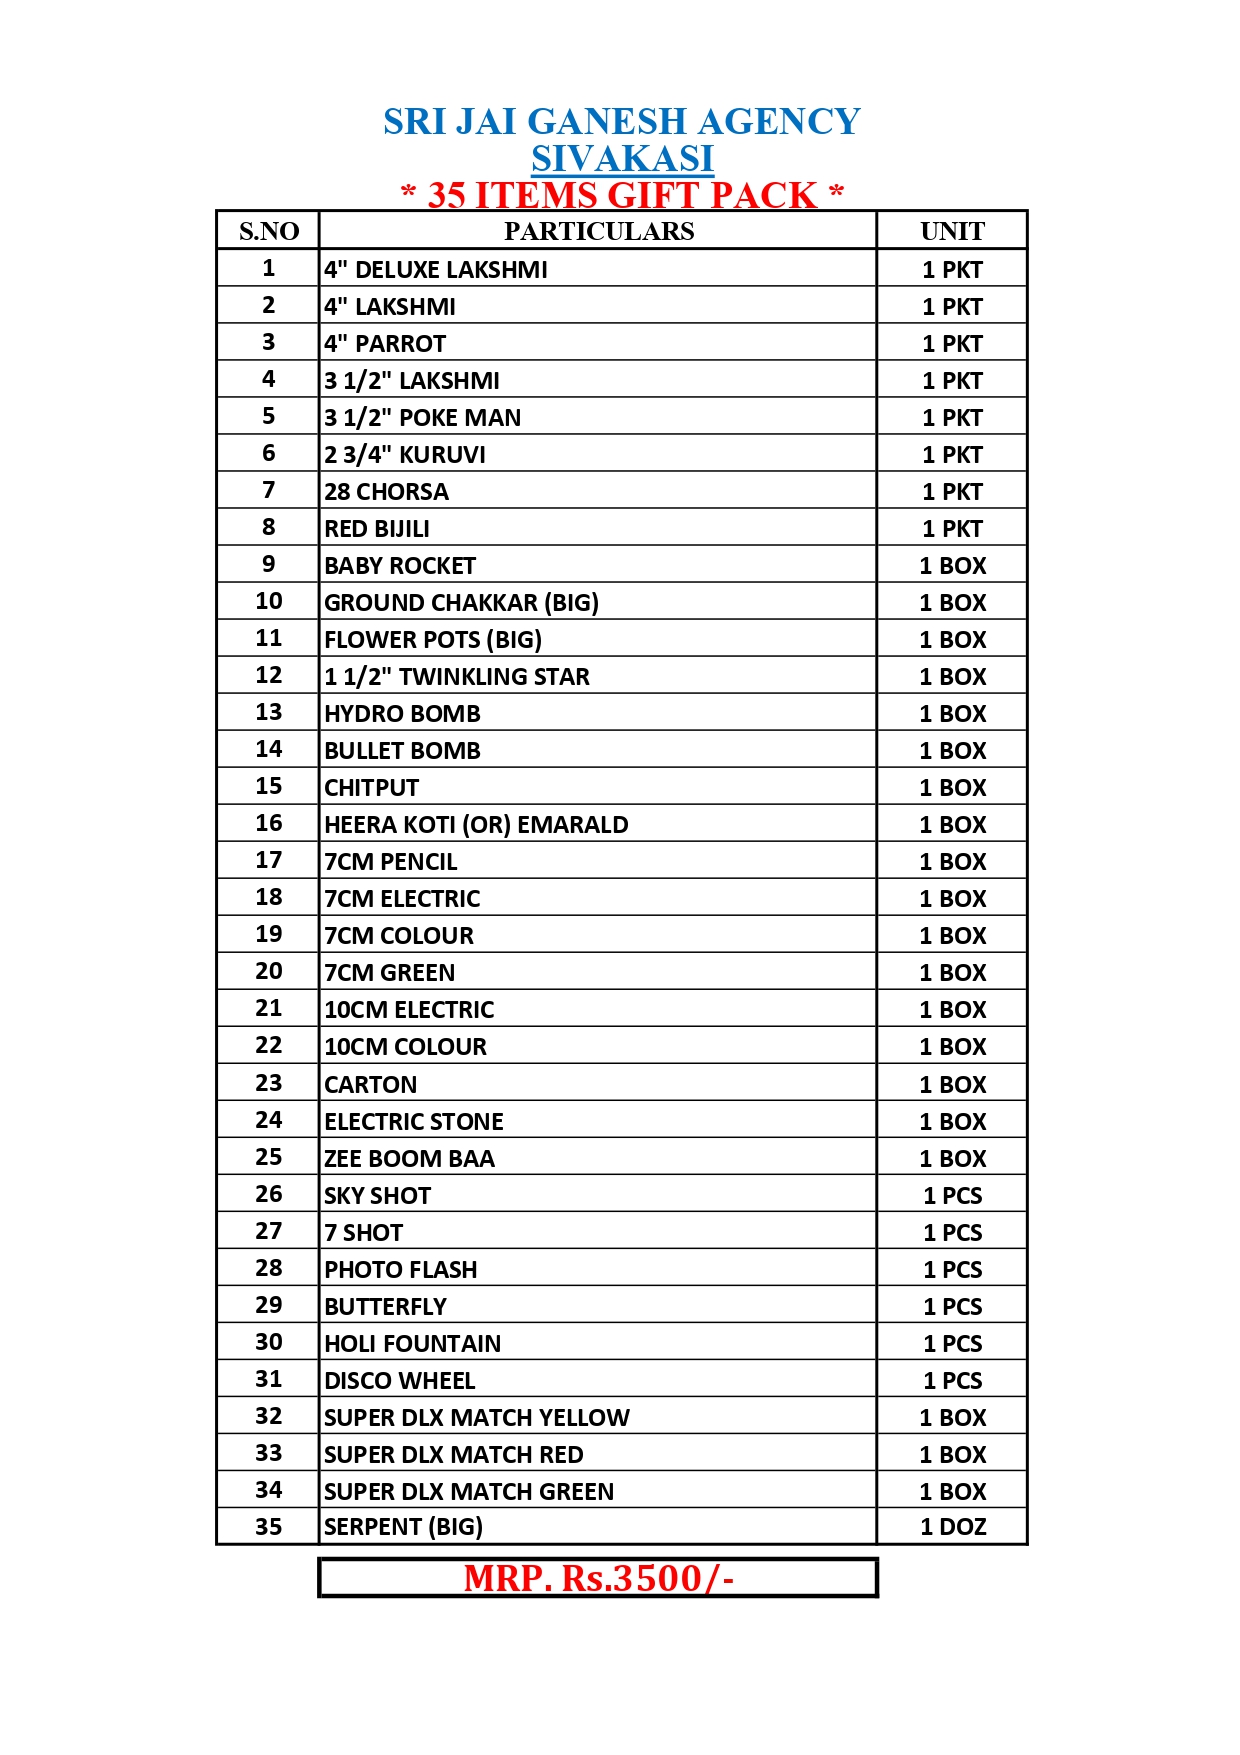 SRI JAI GANESH AGENCY
SIVAKASI
* 35 ITEMS GIFT PACK *
S.NO PARTICULARS UNIT
1 4" DELUXE LAKSHMI 1 PKT
2 4" LAKSHMI 1 PKT
3 4" PARROT 1 PKT
4 3 1/2" LAKSHMI 1 PKT
5 3 1/2" POKE MAN 1 PKT
6 2 3/4" KURUVI 1 PKT
7 28 CHORSA 1 PKT
8 RED BIJILI 1 PKT
9 BABY ROCKET 1 BOX
10 GROUND CHAKKAR (BIG) 1 BOX
11 FLOWER POTS (BIG) 1 BOX
12 1 1/2" TWINKLING STAR 1 BOX
13 HYDRO BOMB 1 BOX
14 BULLET BOMB 1 BOX
15 CHITPUT 1 BOX
16 HEERA KOTI (OR) EMARALD 1 BOX
17 7CM PENCIL 1 BOX
18 7CM ELECTRIC 1 BOX
19 7CM COLOUR 1 BOX
20 7CM GREEN 1 BOX
21 10CM ELECTRIC 1 BOX
22 10CM COLOUR 1 BOX
23 CARTON 1 BOX
24 ELECTRIC STONE 1 BOX
25 ZEE BOOM BAA 1 BOX
26 SKY SHOT 1 PCS
27 7 SHOT 1 PCS
28 PHOTO FLASH 1 PCS
29 BUTTERFLY 1 PCS
30 HOLI FOUNTAIN 1 PCS
31 DISCO WHEEL 1 PCS
32 SUPER DLX MATCH YELLOW 1 BOX
33 SUPER DLX MATCH RED 1 BOX
34 SUPER DLX MATCH GREEN 1 BOX
35 SERPENT (BIG) 1 DOZ
MRP. Rs.3500/-